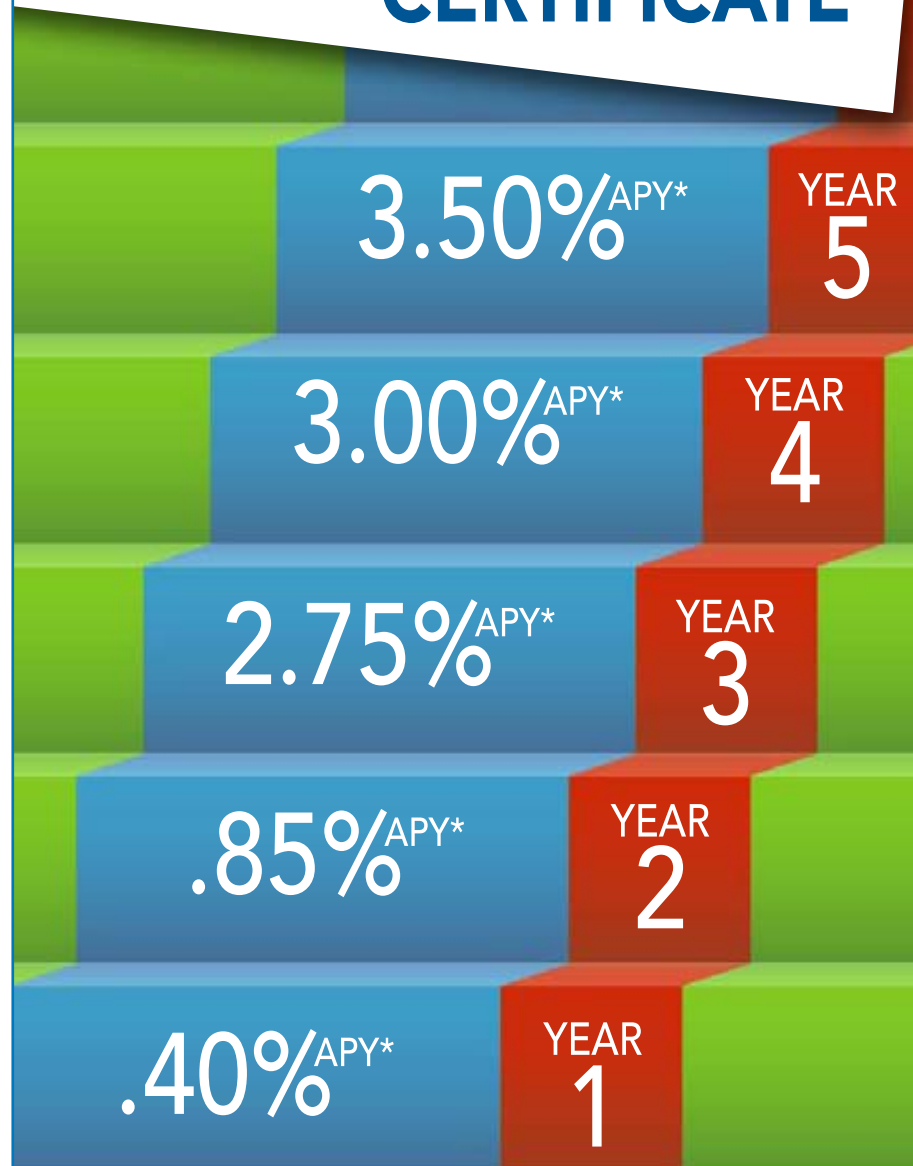 CERTIFICATE
3.50% APY*
YEAR
5
3.00% APY*
YEAR
4
2.75% APY*
YEAR
3
.85% APY*
YEAR
2
.40% APY*
YEAR
1